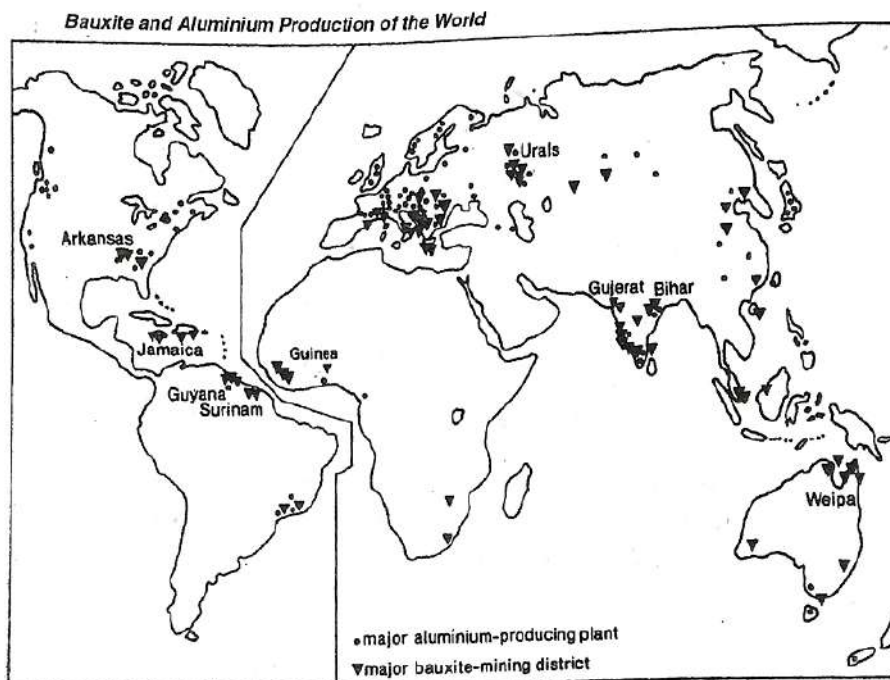 Bauxite and Aluminium Production of the World
Urals
Arkansas
Gujerat Bihar
Jamaica
Guinea
Guyana
Surinam
Weipa
major aluminium-producing plant
major bauxite-mining district